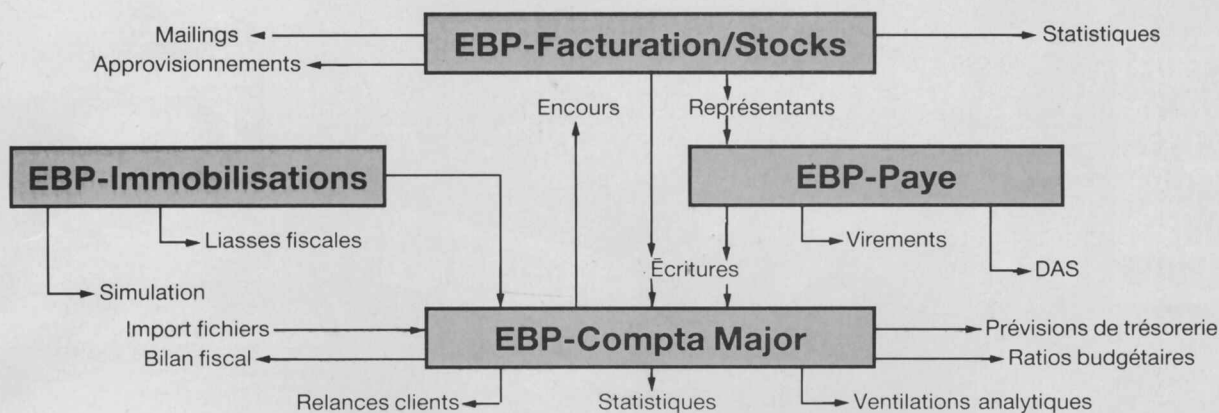 Mailings
EBP-Facturation/Stocks
Statistiques
Approvisionnements
Encours
Représentants
EBP-Immobilisations
EBP-Paye
Liasses fiscales
Virements
Écritures
DAS
Simulation
Import fichiers
EBP-Compta Major
Prévisions de trésorerie
Bilan fiscal
Ratios budgétaires
Relances clients
Statistiques
Ventilations analytiques